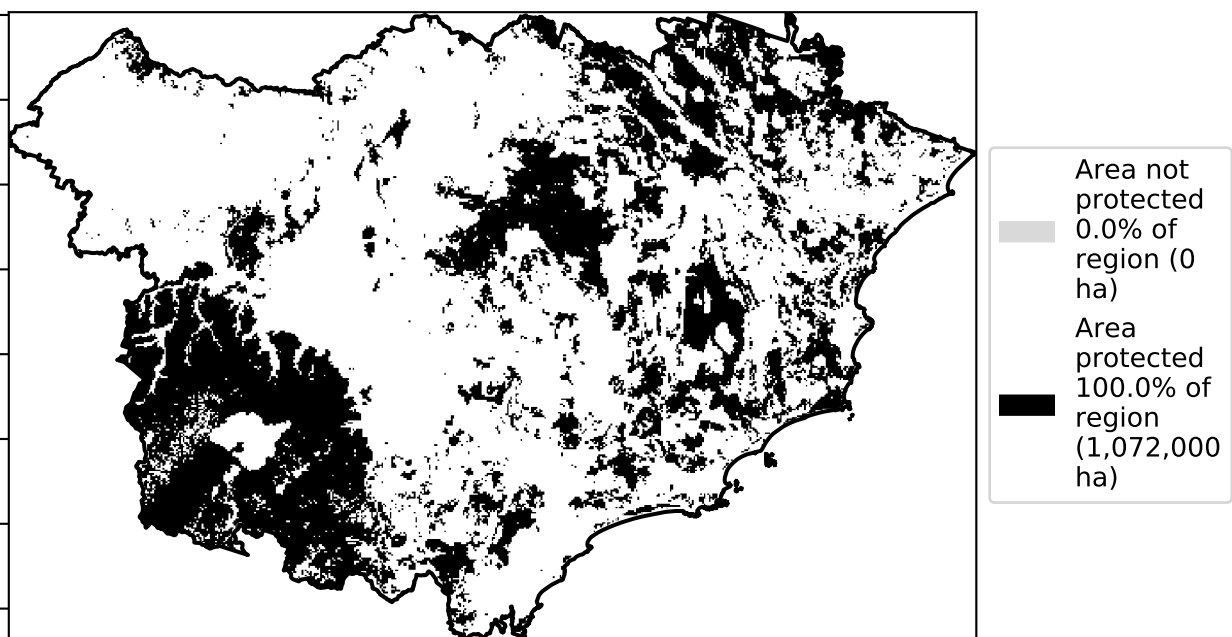 Area not
protected
0.0% of
region (0
ha)
Area
protected
100.0% of
region
(1,072,000
ha)